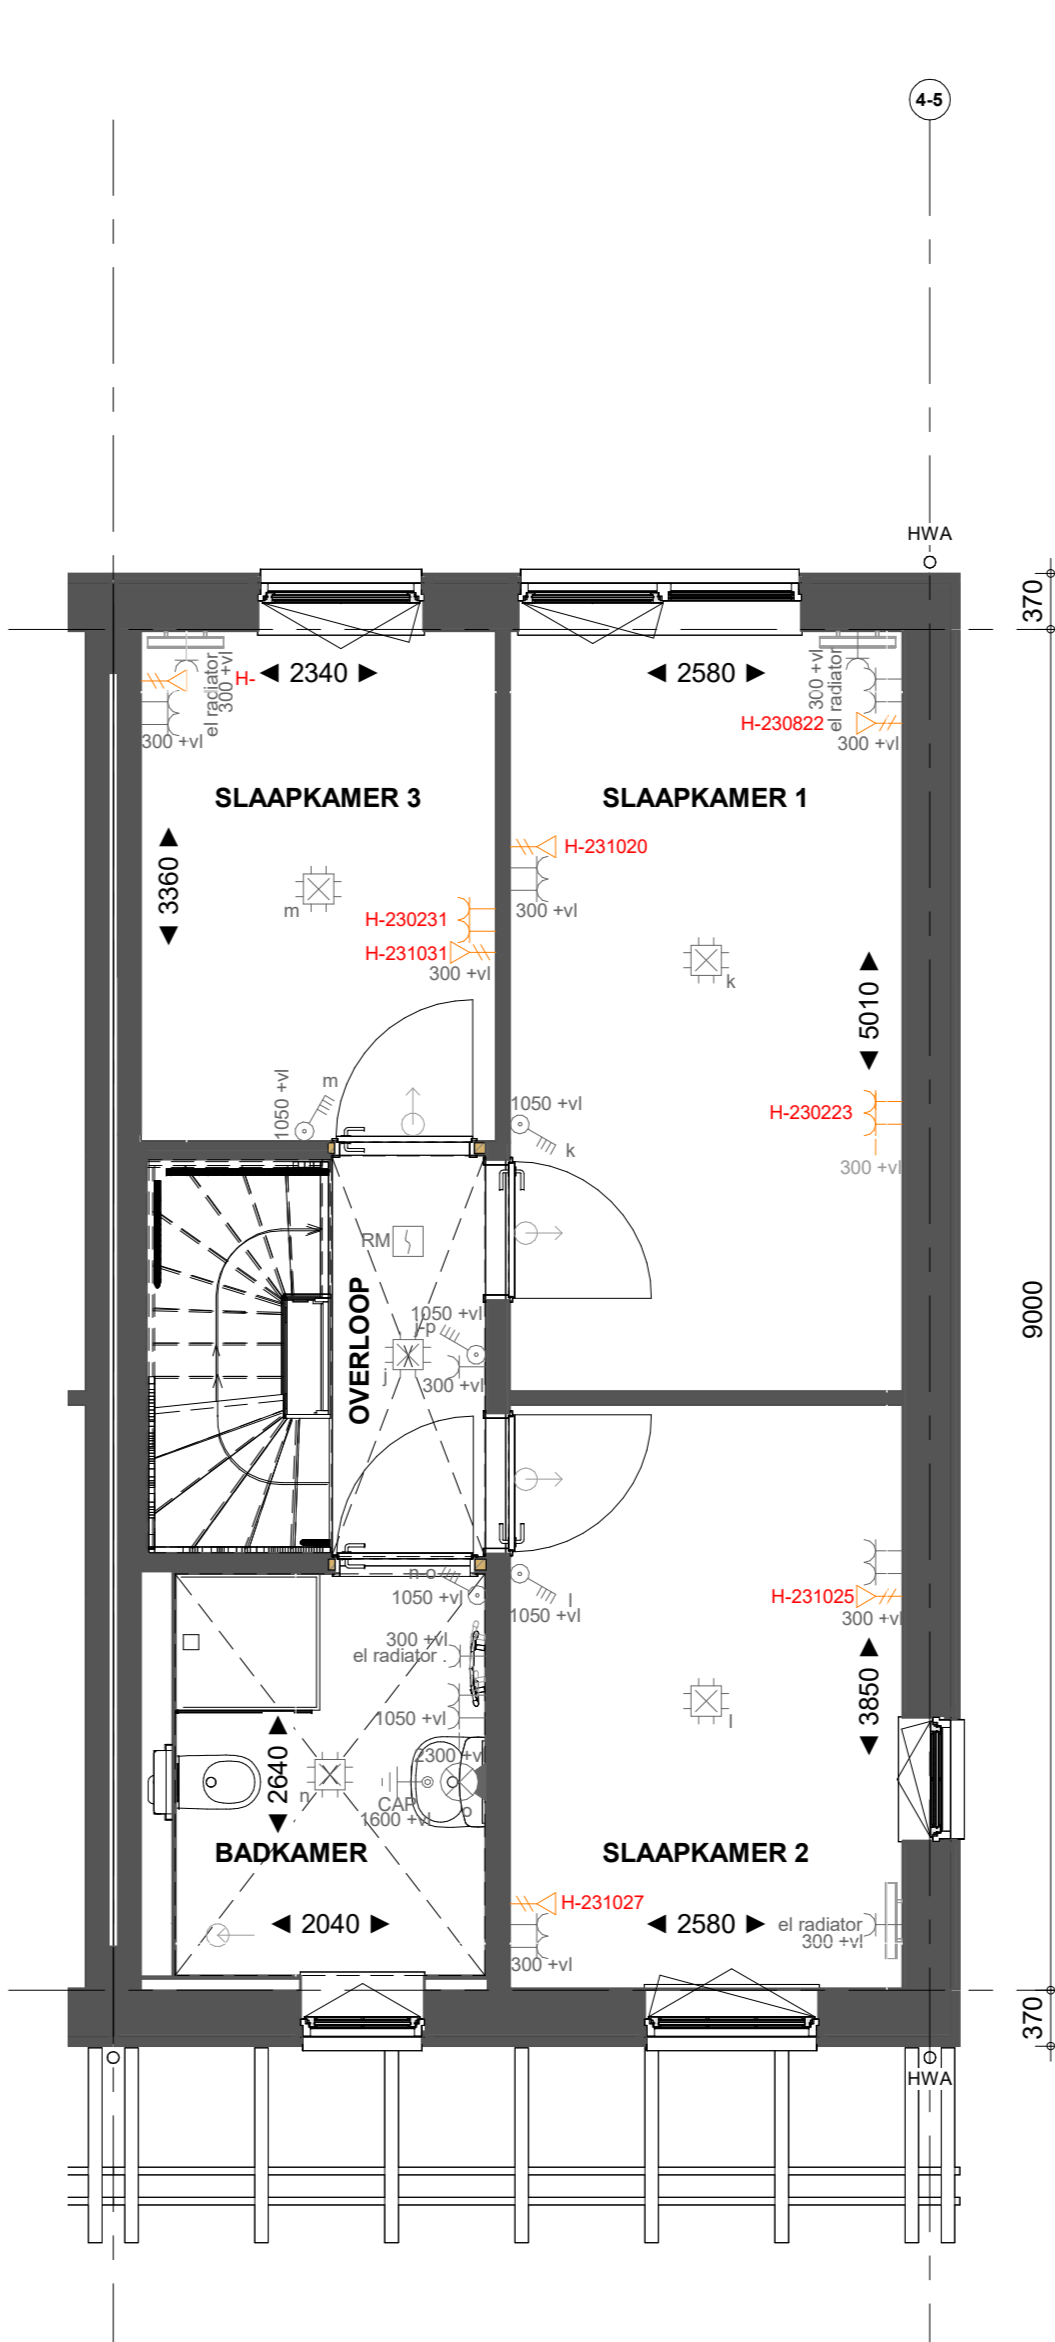 4-5
HWA
370
2340
2580
el radiator
300 +vl
H-
300 +vl
300 +vl
el radiator
H-230822
300 +vl
SLAAPKAMER 3
SLAAPKAMER 1
3360
H-231020
300 +vl
m
H-230231
H-231031
300 +vl
k
5010
1050 +vl
m
1050 +vl
k
H-230223
300 +vl
RM
OVERLOOP
1050 +vl
j-p
j
300 +vl
9000
n-o
1050 +vl
l
1050 +vl
H-231025
300 +vl
300 +vl
el radiator .
1050 +vl
2300 +vl
2640
n
CAP
1600 +vl
o
l
3850
BADKAMER
SLAAPKAMER 2
H-231027
2040
2580
el radiator
300 +vl
300 +vl
370
HWA